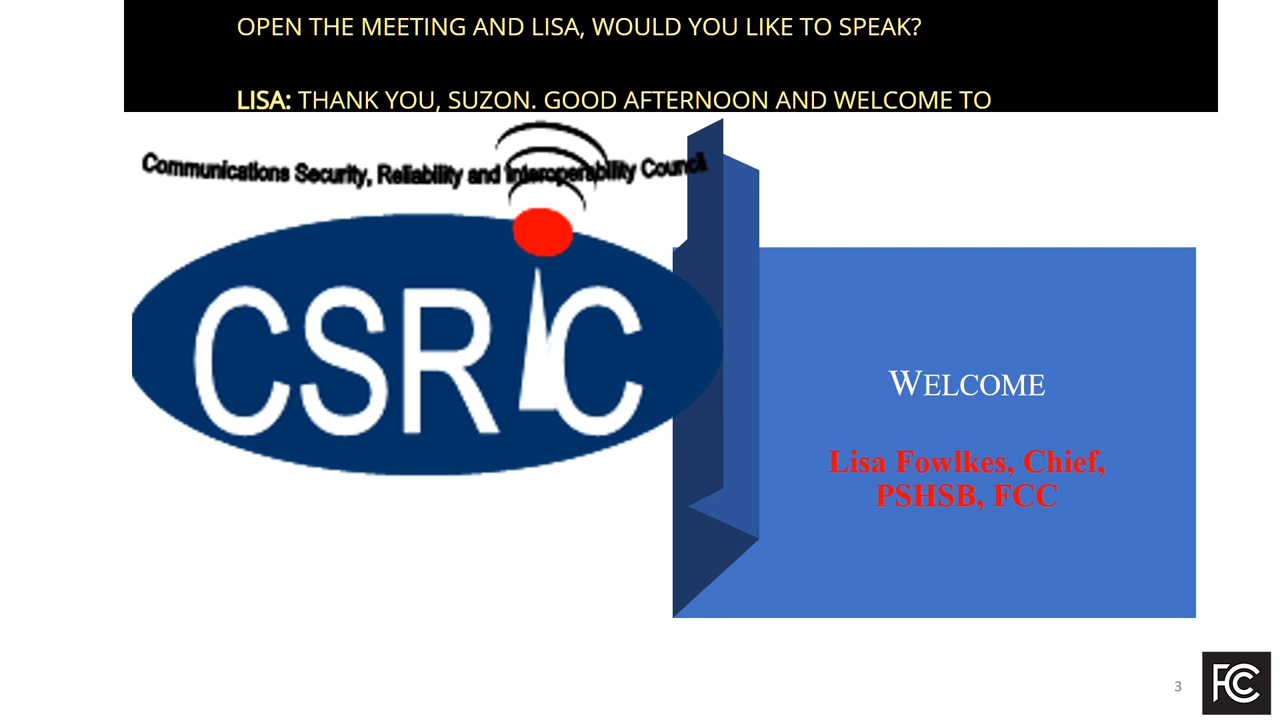 OPEN THE MEETING AND LISA, WOULD YOU LIKE TO SPEAK?
LISA: THANK YOU, SUZON. GOOD AFTERNOON AND WELCOME TO
Communications Security, Reliability and Interoperability Council
CSRIC
WELCOME
Lisa Fowlkes, Chief,
PSHSB, FCC
3
FCC